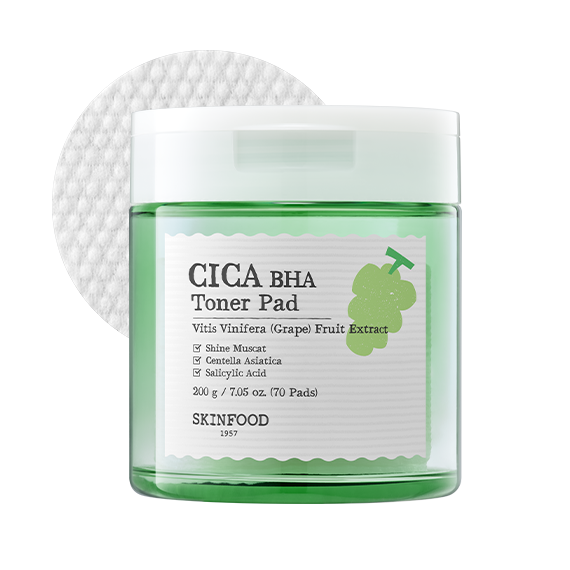 CICA BHA
Toner Pad
Vitis Vinifera (Grape) Fruit Extract
☑ Shine Muscat
☑ Centella Asiatica
☑ Salicylic Acid
200 g / 7.05 oz. (70 Pads)
SKINFOOD
1957